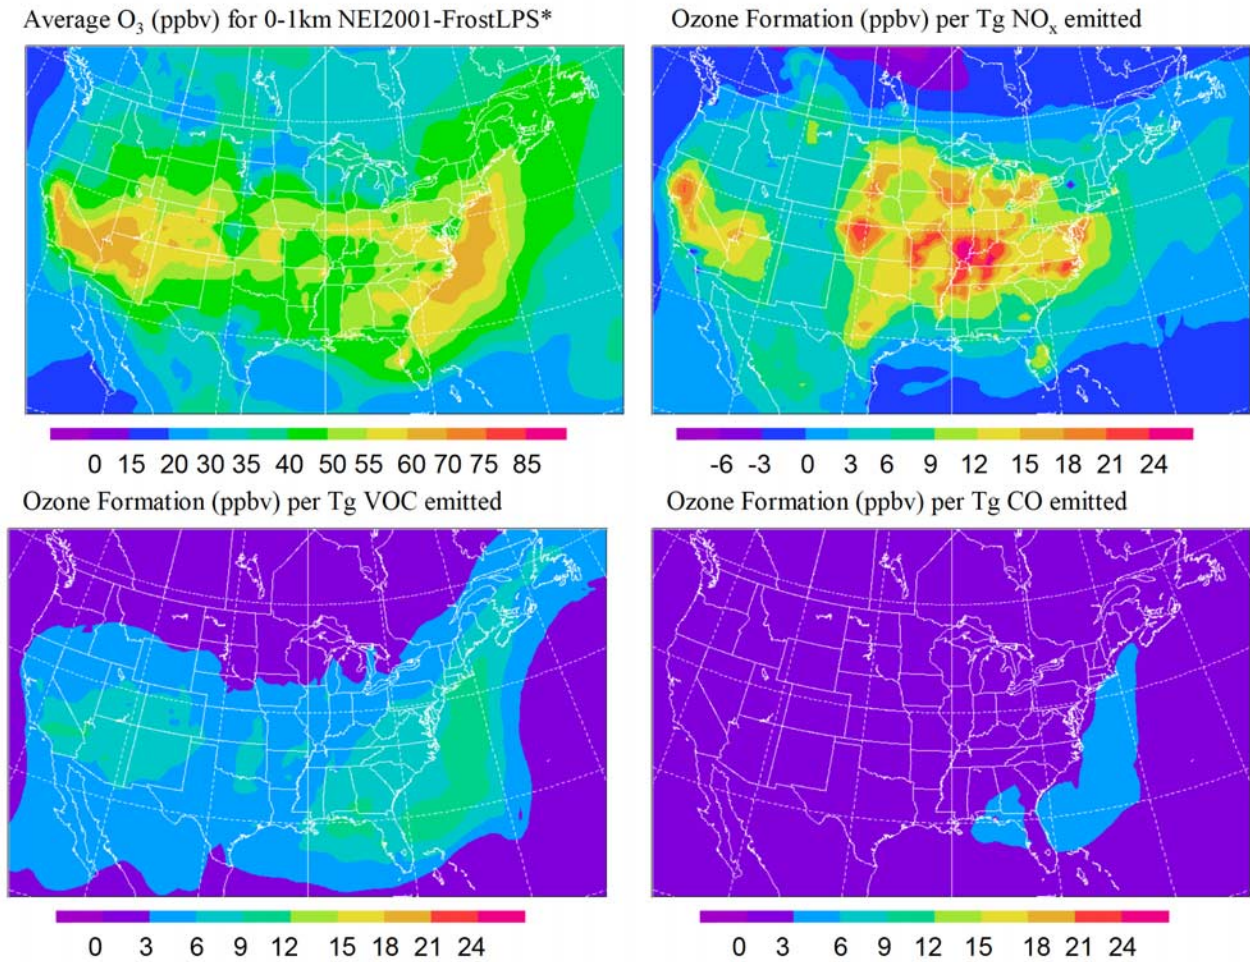 Average O₃ (ppbv) for 0-1km NEI2001-FrostLPS*
Ozone Formation (ppbv) per Tg NOₓ emitted
0 15 20 30 35 40 50 55 60 70 75 85
-6 -3 0 3 6 9 12 15 18 21 24
Ozone Formation (ppbv) per Tg VOC emitted
Ozone Formation (ppbv) per Tg CO emitted
0 3 6 9 12 15 18 21 24
0 3 6 9 12 15 18 21 24